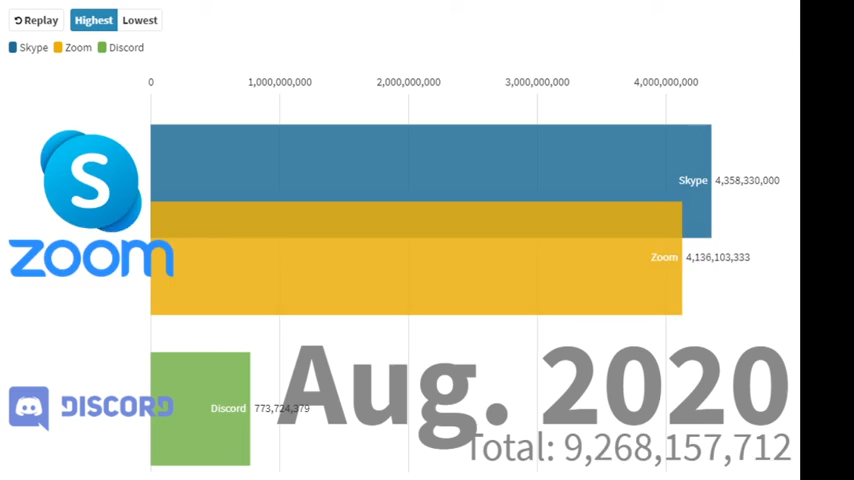 Replay Highest Lowest
Skype Zoom Discord
0 1,000,000,000 2,000,000,000 3,000,000,000 4,000,000,000
S
Skype 4,358,330,000
zoom
Zoom 4,136,103,333
DISCORD
Discord 773,724,379
Aug. 2020
Total: 9,268,157,712